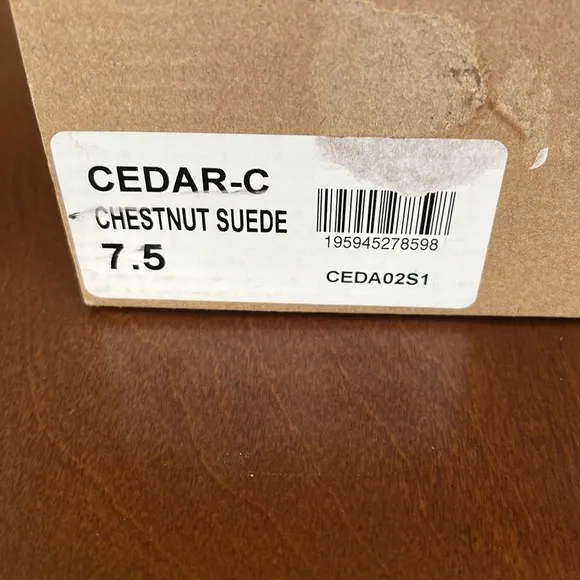 CEDAR-C
CHESTNUT SUEDE
7.5
195945278598
CEDA02S1